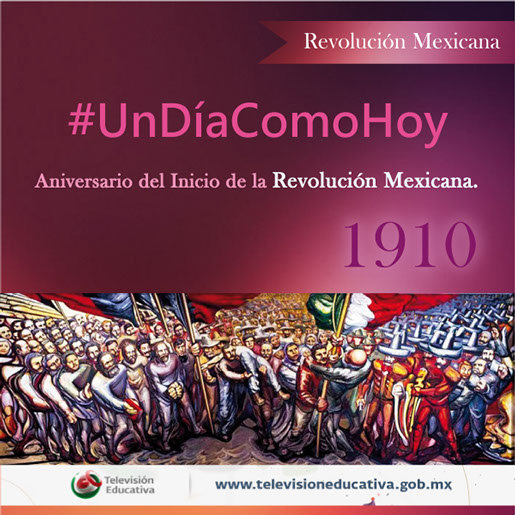 Revolución Mexicana
#UnDíaComoHoy
Aniversario del Inicio de la Revolución Mexicana.
1910
Televisión
Educativa
www.televisioneducativa.gob.mx